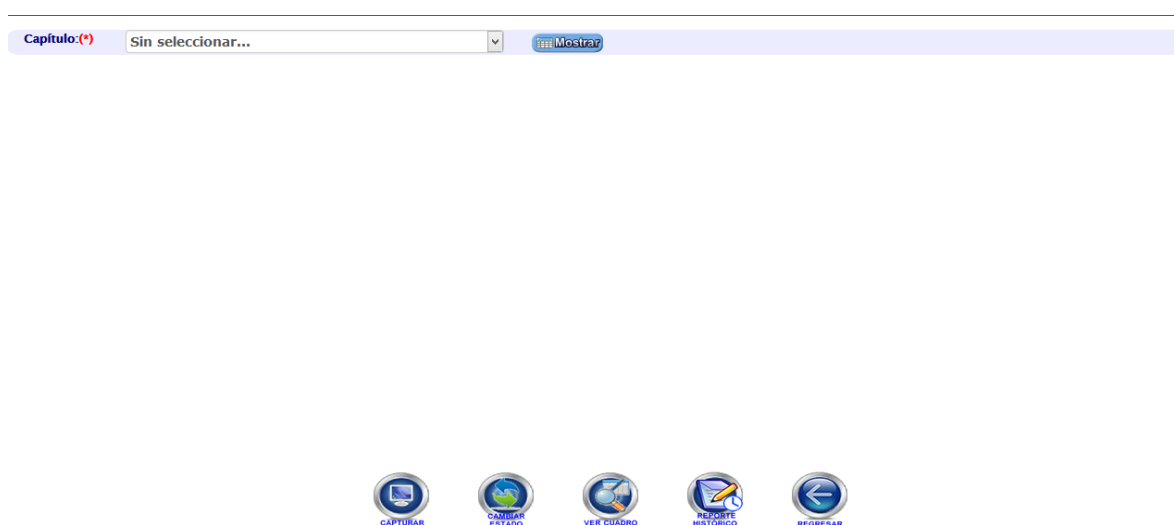 Capítulo:(*) Sin seleccionar... Mostrar
CAPTURAR CAMBIAR ESTADO VER CUADRO REPORTE HISTÓRICO REGRESAR